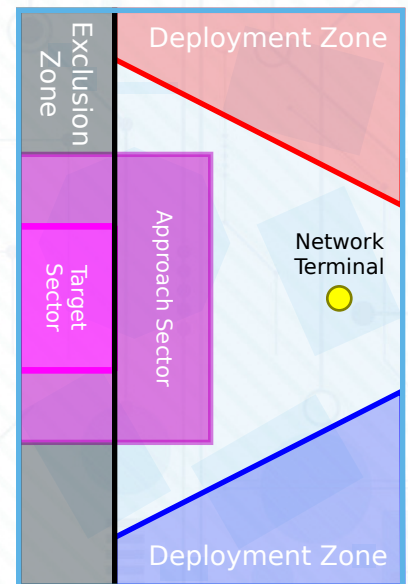 Deployment Zone
Exclusion
Zone
Approach Sector
Target
Sector
Network
Terminal
Deployment Zone